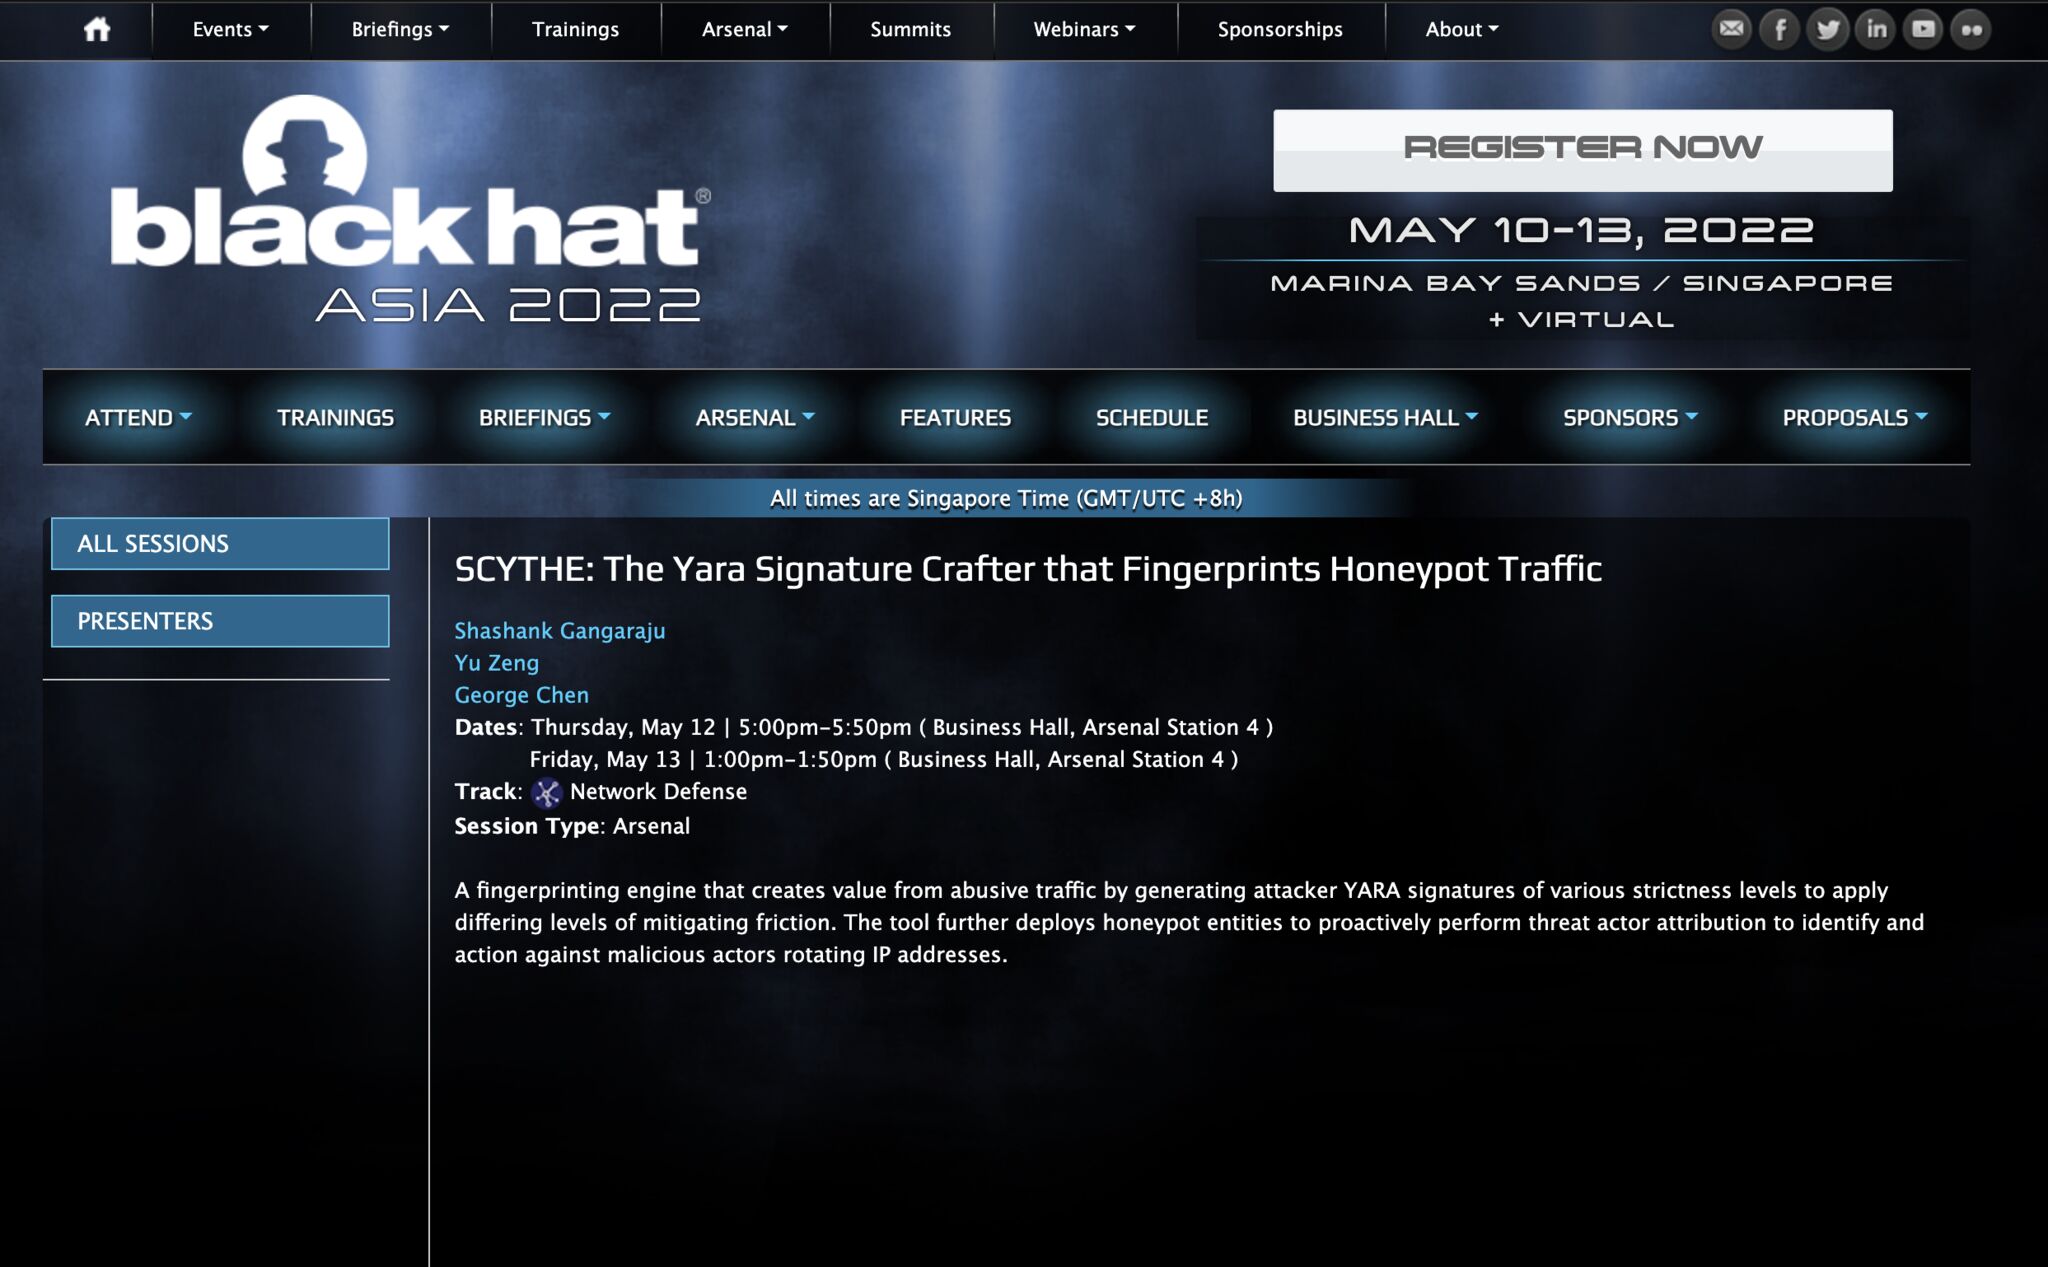 Events
Briefings
Trainings
Arsenal
Summits
Webinars
Sponsorships
About
black hat®
ASIA 2022
REGISTER NOW
MAY 10-13, 2022
MARINA BAY SANDS / SINGAPORE
+ VIRTUAL
ATTEND
TRAININGS
BRIEFINGS
ARSENAL
FEATURES
SCHEDULE
BUSINESS HALL
SPONSORS
PROPOSALS
All times are Singapore Time (GMT/UTC +8h)
ALL SESSIONS
PRESENTERS
SCYTHE: The Yara Signature Crafter that Fingerprints Honeypot Traffic
Shashank Gangaraju
Yu Zeng
George Chen
Dates: Thursday, May 12 | 5:00pm-5:50pm ( Business Hall, Arsenal Station 4 )
Friday, May 13 | 1:00pm-1:50pm ( Business Hall, Arsenal Station 4 )
Track: Network Defense
Session Type: Arsenal
A fingerprinting engine that creates value from abusive traffic by generating attacker YARA signatures of various strictness levels to apply
differing levels of mitigating friction. The tool further deploys honeypot entities to proactively perform threat actor attribution to identify and
action against malicious actors rotating IP addresses.